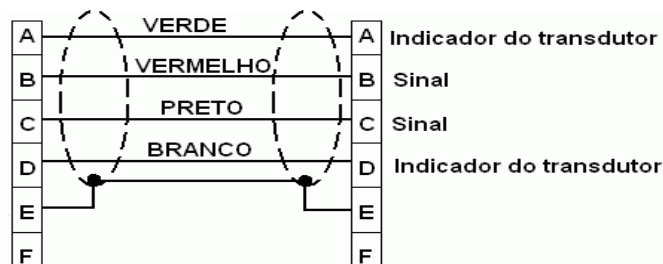 VERDE
A A Indicador do transdutor
VERMELHO
B B Sinal
PRETO
C C Sinal
BRANCO
D D Indicador do transdutor
E E
F F